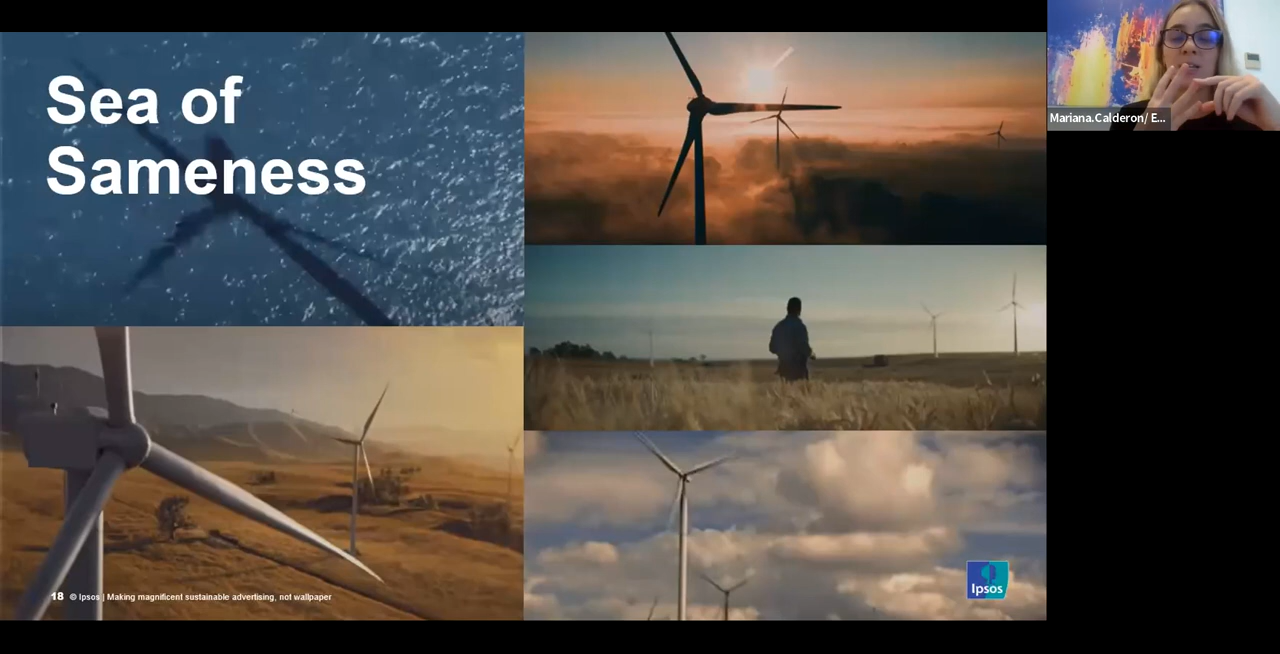 Sea of
Sameness
Mariana.Calderon/ E...
18 © Ipsos | Making magnificent sustainable advertising, not wallpaper
Ipsos